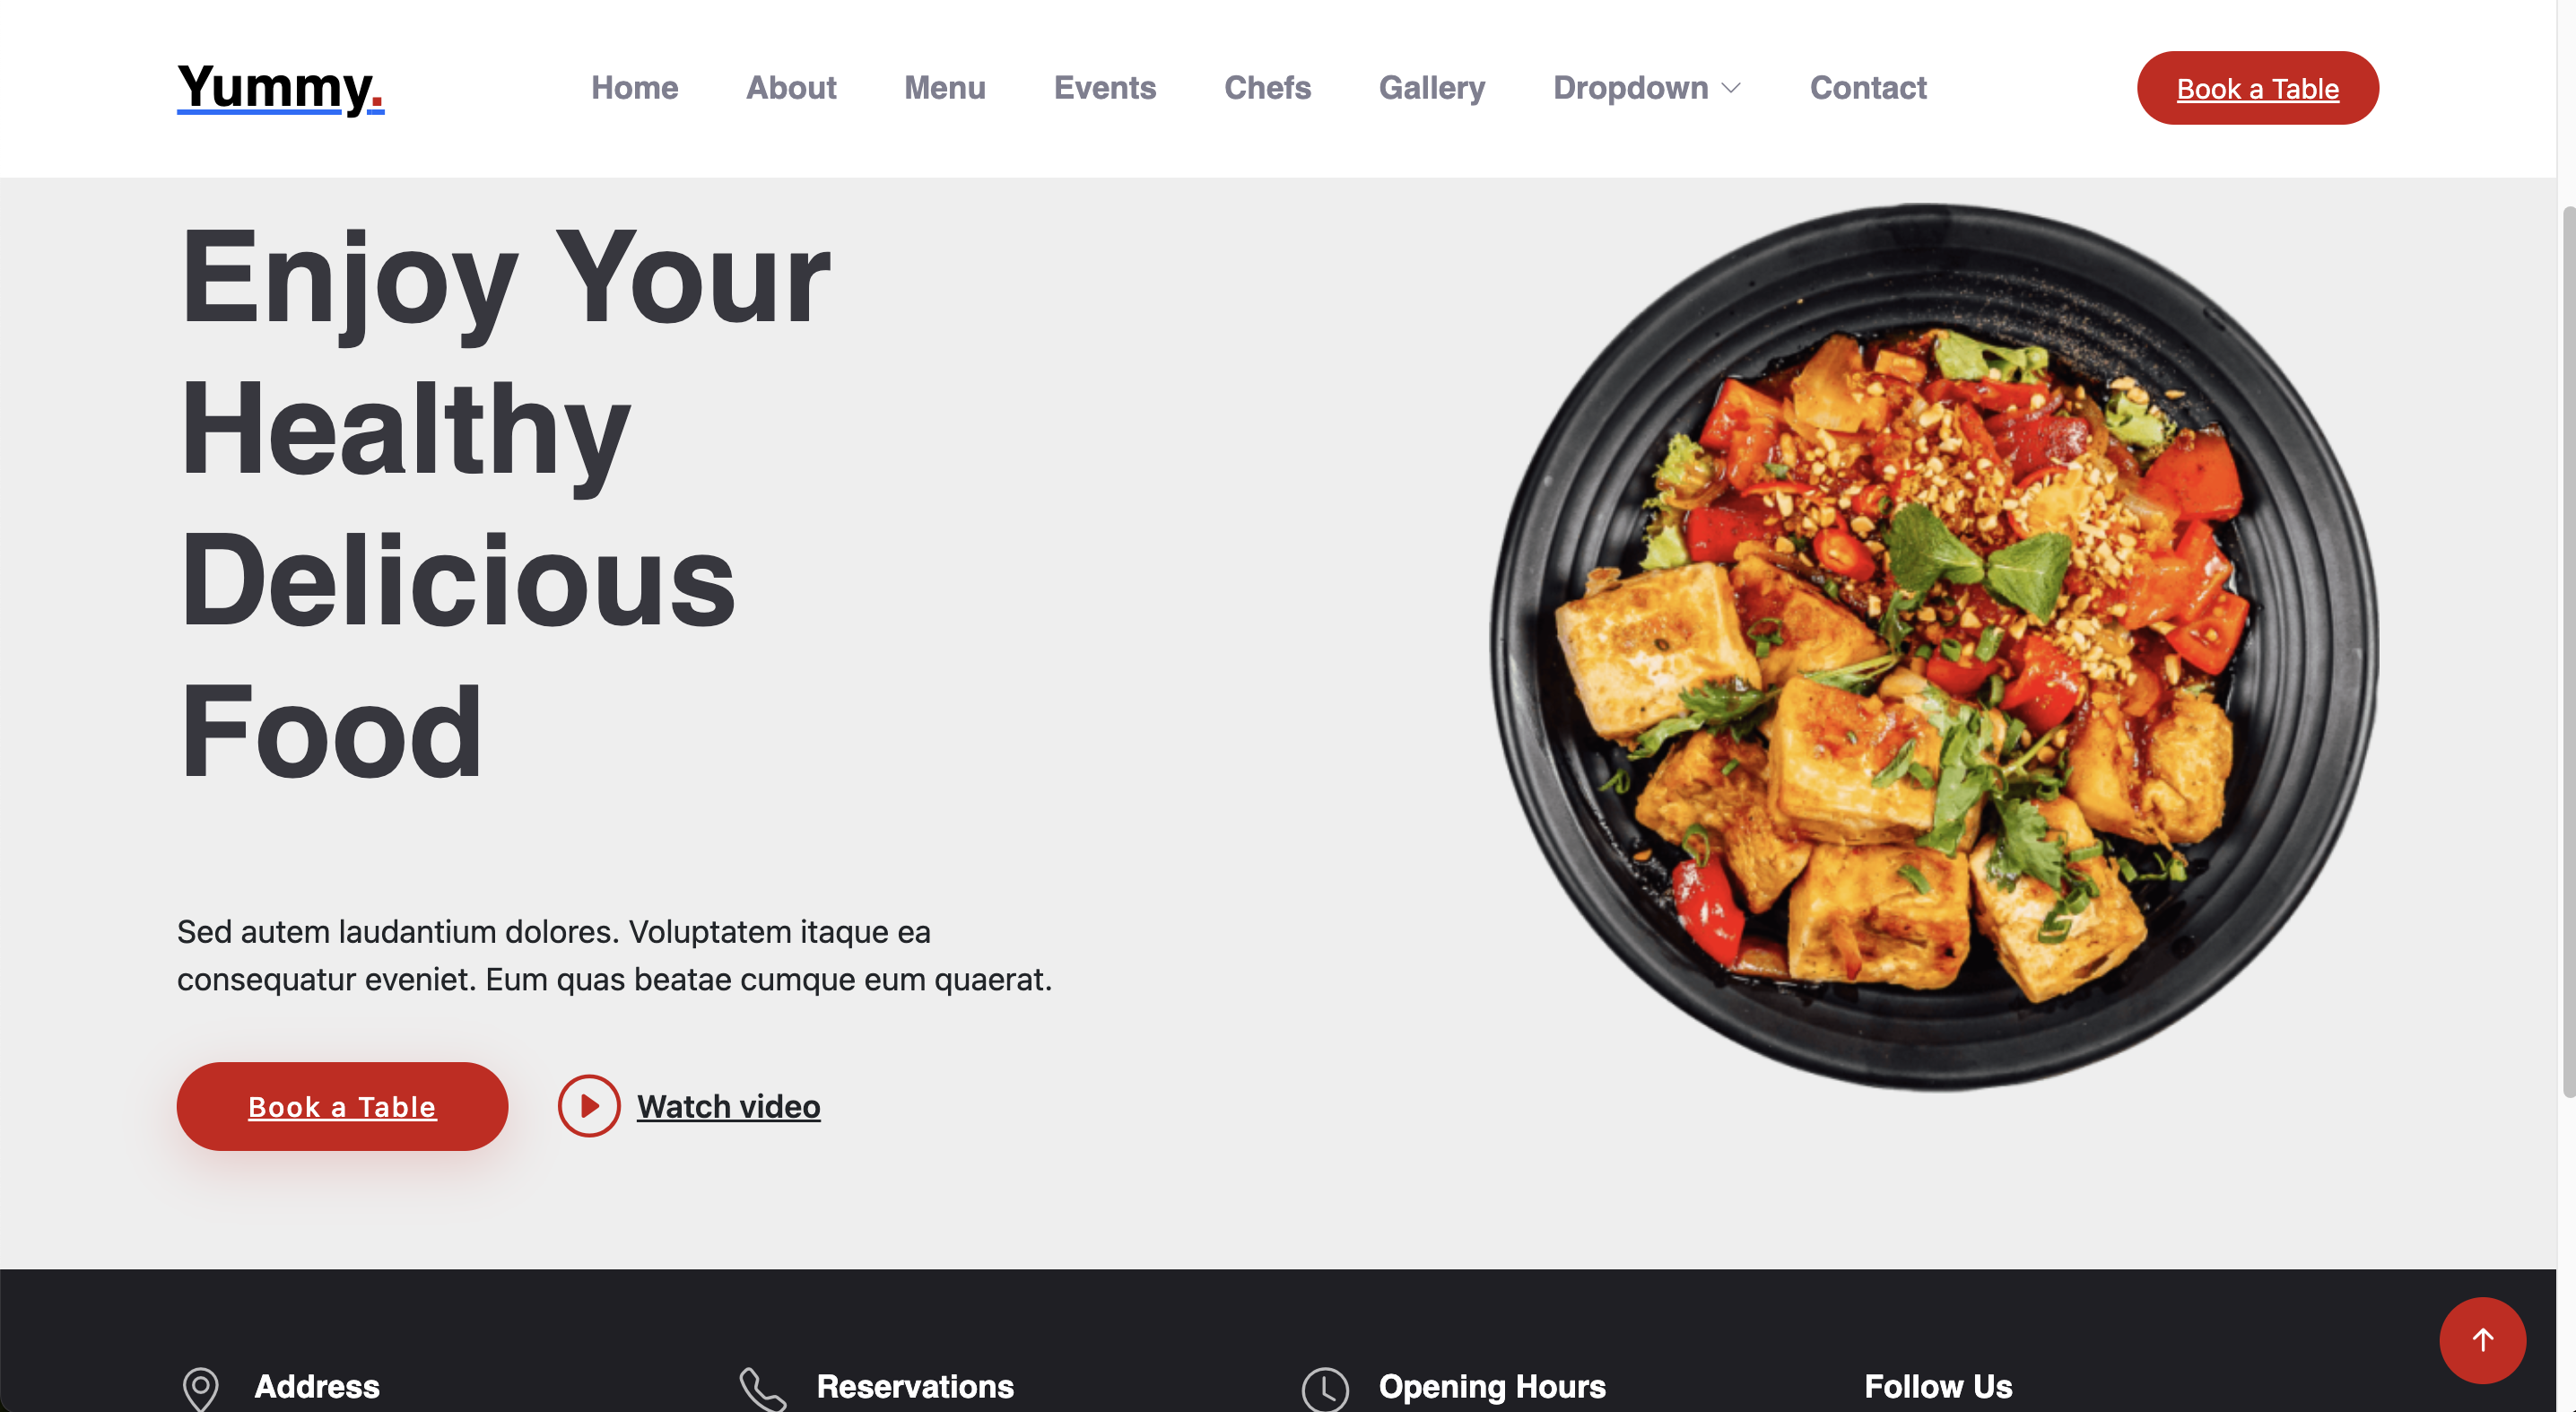 Yummy.
Home
About
Menu
Events
Chefs
Gallery
Dropdown
Contact
Book a Table
Enjoy Your
Healthy
Delicious
Food
Sed autem laudantium dolores. Voluptatem itaque ea
consequatur eveniet. Eum quas beatae cumque eum quaerat.
Book a Table
Watch video
Address
Reservations
Opening Hours
Follow Us